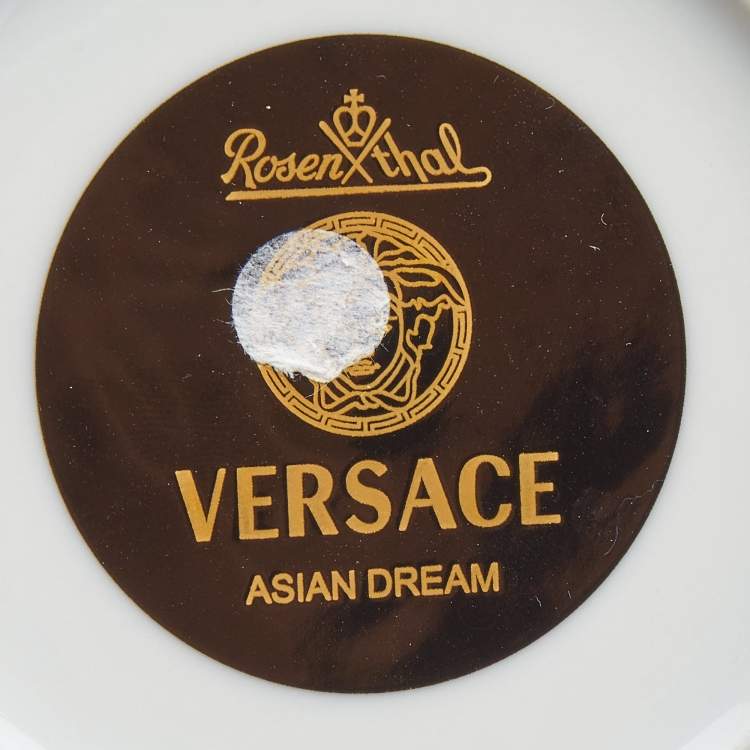 Rosenthal
VERSACE
ASIAN DREAM